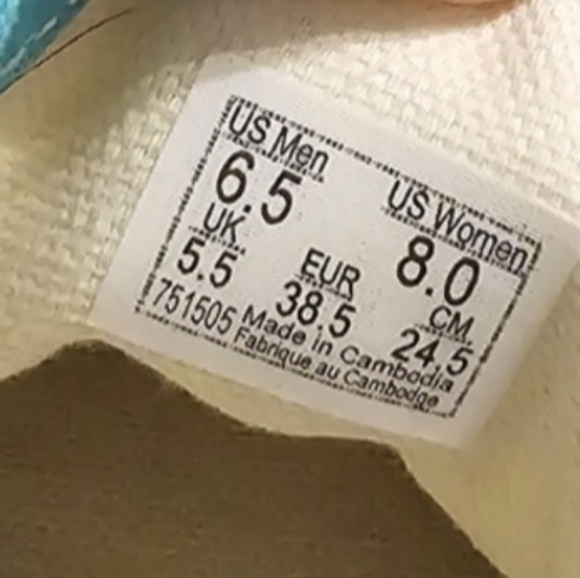 US Men US Women
6.5 8.0
UK EUR CM
5.5 38.5 24.5
751505 Made in Cambodia
Fabrique au Cambodge